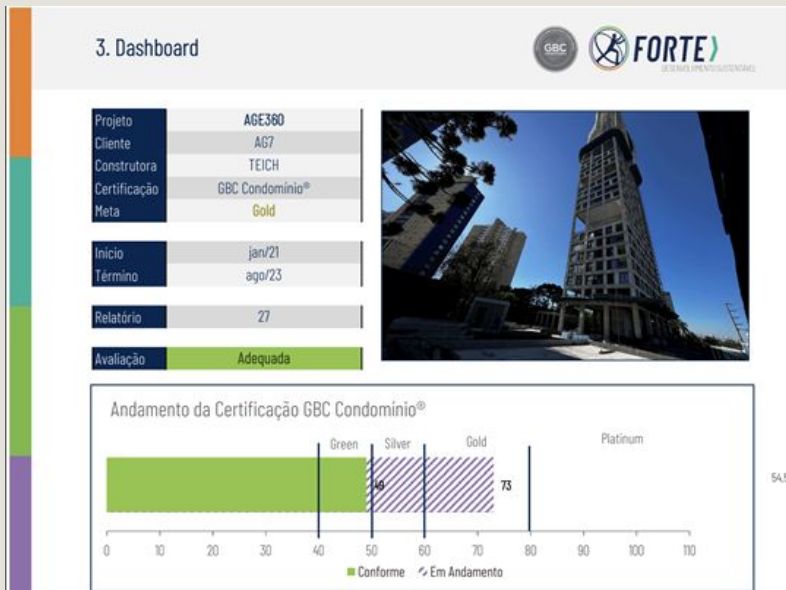 3. Dashboard
GBC
FORTE
DESENVOLVIMENTO SUSTENTÁVEL
Projeto AGE360
Cliente AG7
Construtora TEICH
Certificação GBC Condomínio®
Meta Gold
Início jan/21
Término ago/23
Relatório 27
Avaliação Adequada
Andamento da Certificação GBC Condomínio®
Green Silver Gold Platinum
49 73
0 10 20 30 40 50 60 70 80 90 100 110
Conforme Em Andamento